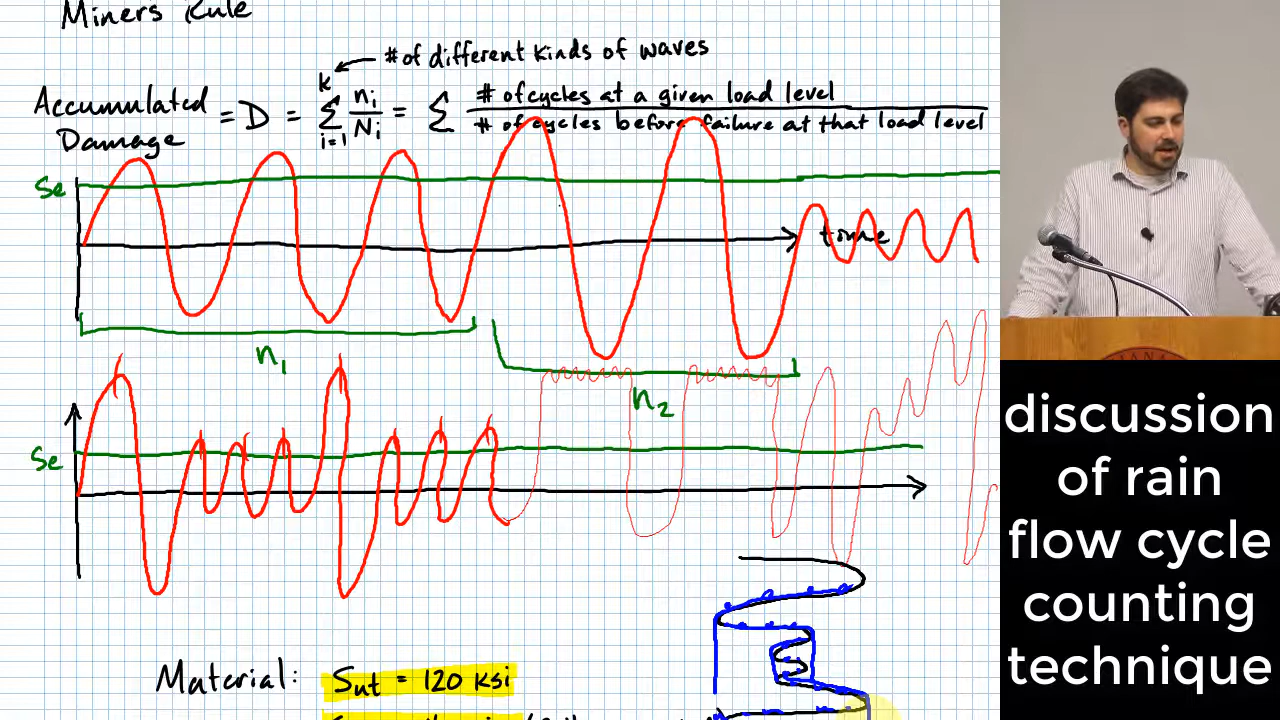 Miners Rule
# of different kinds of waves
Accumulated Damage = D = k Σ i=1 ni/Ni = Σ # of cycles at a given load level / # of cycles before failure at that load level
Se
time
n1
n2
Se
Material: Sut = 120 ksi
discussion
of rain
flow cycle
counting
technique